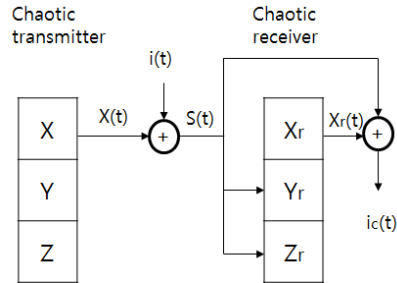 Chaotic
transmitter
Chaotic
receiver
i(t)
X
X(t)
+
S(t)
Xr
Xr(t)
+
Y
Yr
ic(t)
Z
Zr